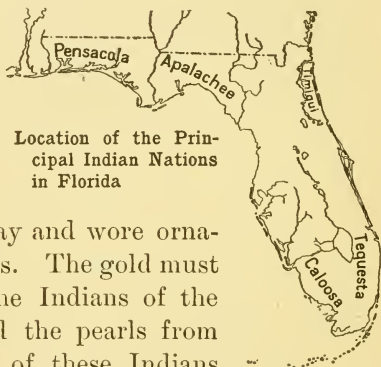 Pensacola
Apalachee
Timuqui
Location of the Prin-
cipal Indian Nations
in Florida
ay and wore orna-
s. The gold must
ne Indians of the
d the pearls from
of these Indians
Caloosa
Tequesta